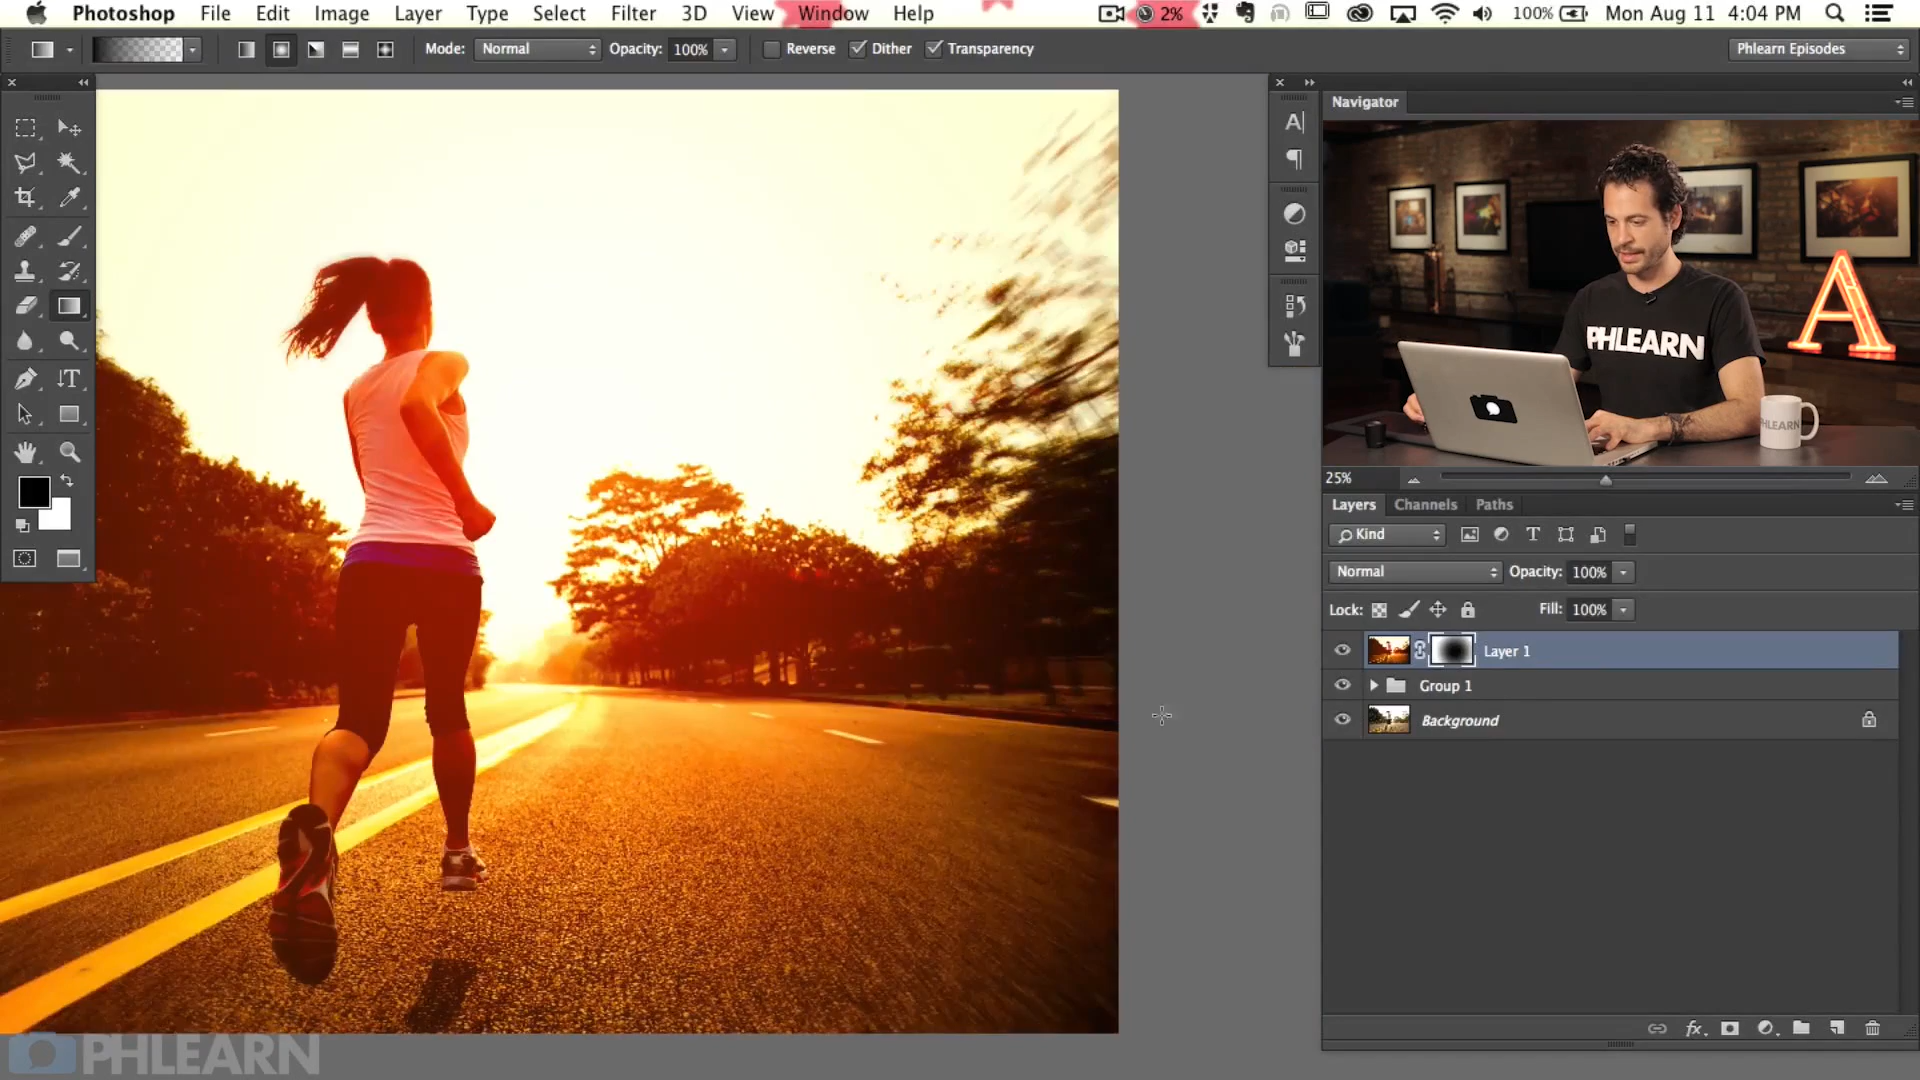 Photoshop File Edit Image Layer Type Select Filter 3D View Window Help 2% 100% Mon Aug 11 4:04 PM
Mode: Normal Opacity: 100% Reverse Dither Transparency Phlearn Episodes
Navigator
A
PHLEARN
PHLEARN
25%
Layers Channels Paths
Kind
Normal Opacity: 100%
Lock: Fill: 100%
Layer 1
Group 1
Background
fx
PHLEARN